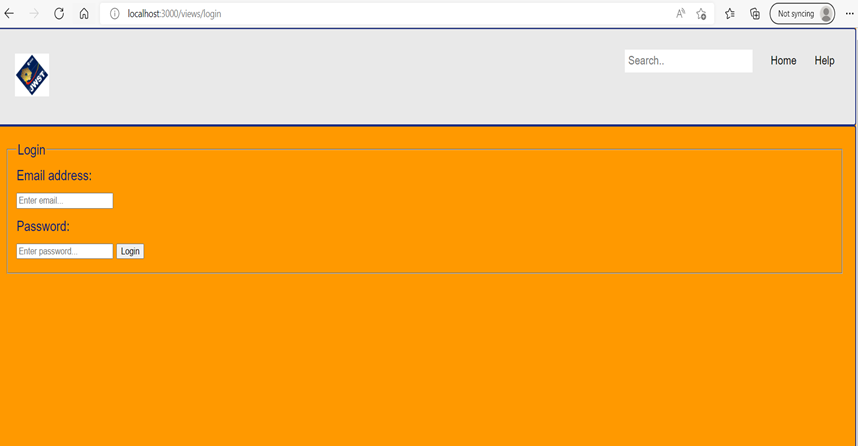 localhost:3000/views/login
Not syncing
JWST
Search..
Home
Help
Login
Email address:
Enter email...
Password:
Enter password...
Login